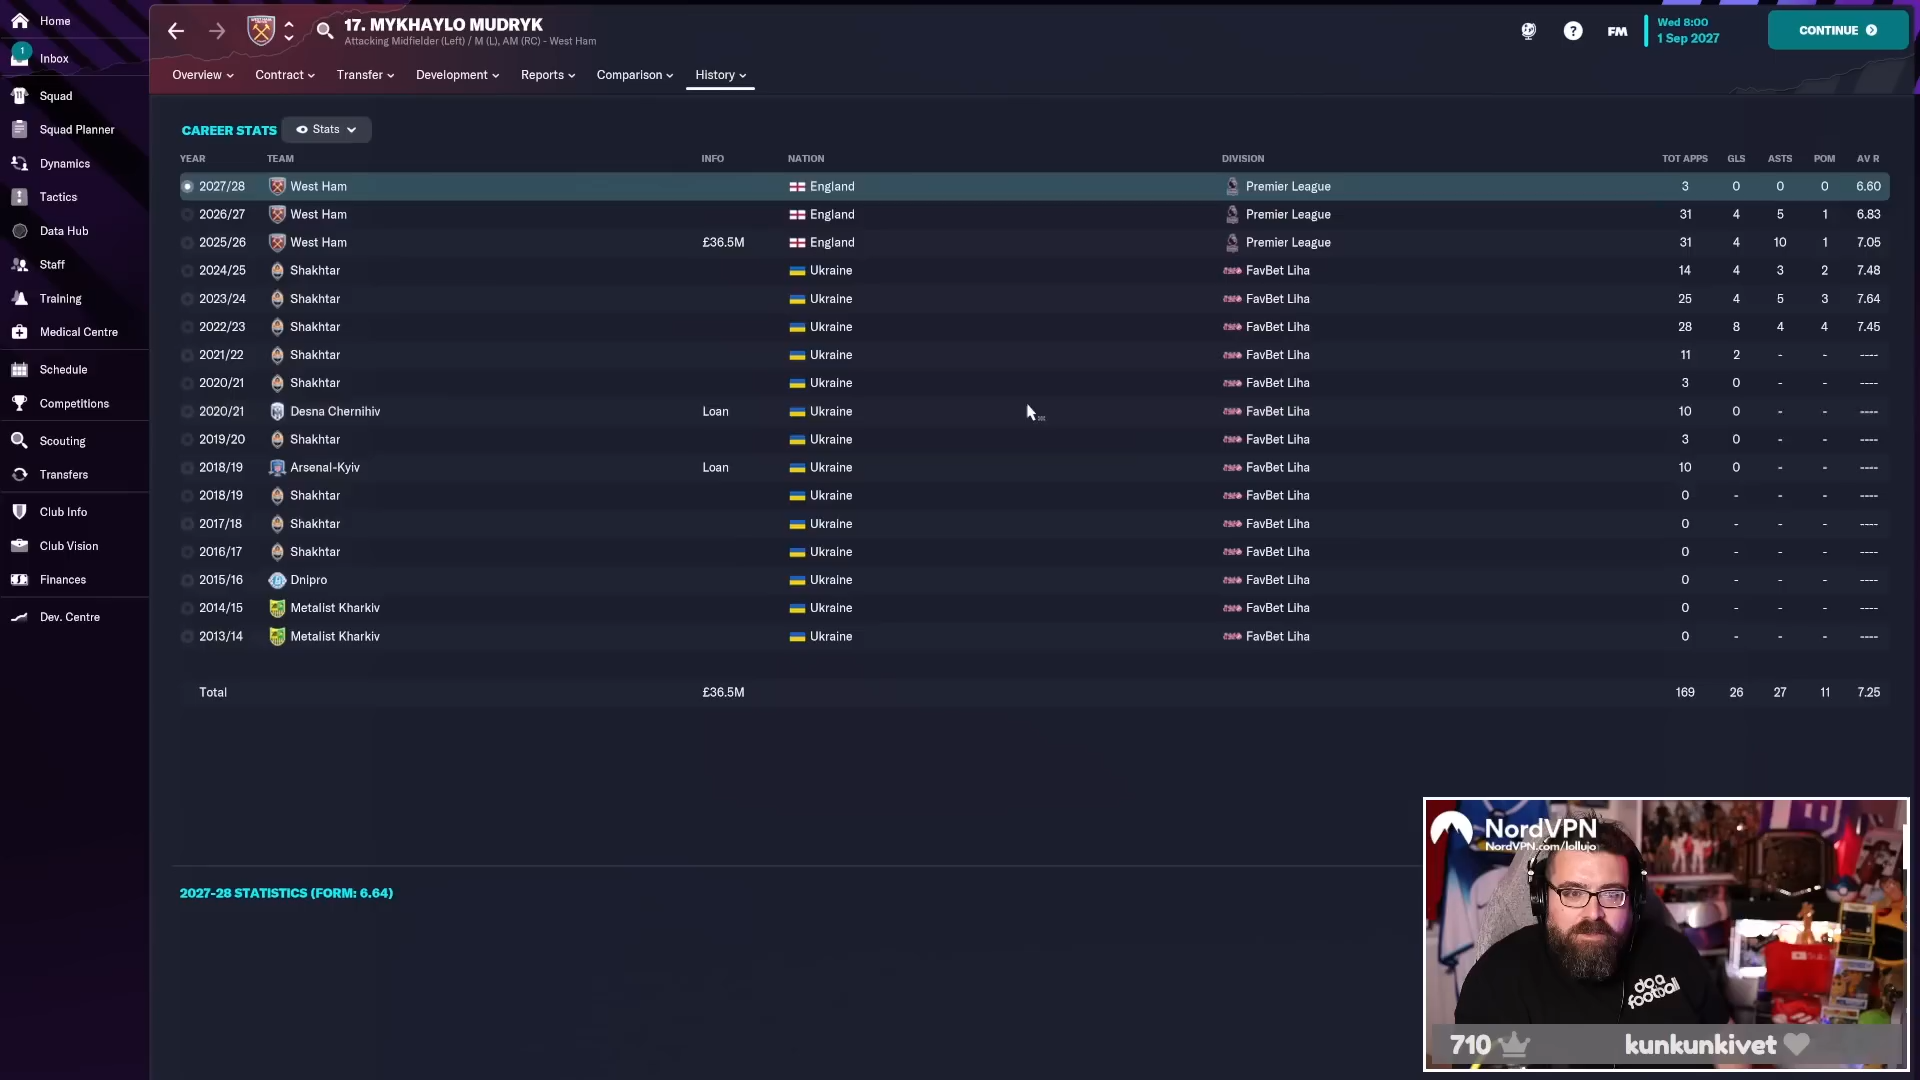 Home
1
Inbox
Squad
Squad Planner
Dynamics
Tactics
Data Hub
Staff
Training
Medical Centre
Schedule
Competitions
Scouting
Transfers
Club Info
Club Vision
Finances
Dev. Centre
17. MYKHAYLO MUDRYK
Attacking Midfielder (Left) / M (L), AM (RC) - West Ham
? FM
Wed 8:00
1 Sep 2027
CONTINUE
Overview Contract Transfer Development Reports Comparison History
CAREER STATS Stats
YEAR TEAM INFO NATION DIVISION TOT APPS GLS ASTS POM AV R
2027/28 West Ham England Premier League 3 0 0 0 6.60
2026/27 West Ham England Premier League 31 4 5 1 6.83
2025/26 West Ham £36.5M England Premier League 31 4 10 1 7.05
2024/25 Shakhtar Ukraine FavBet Liha 14 4 3 2 7.48
2023/24 Shakhtar Ukraine FavBet Liha 25 4 5 3 7.64
2022/23 Shakhtar Ukraine FavBet Liha 28 8 4 4 7.45
2021/22 Shakhtar Ukraine FavBet Liha 11 2 - - ----
2020/21 Shakhtar Ukraine FavBet Liha 3 0 - - ----
2020/21 Desna Chernihiv Loan Ukraine FavBet Liha 10 0 - - ----
2019/20 Shakhtar Ukraine FavBet Liha 3 0 - - ----
2018/19 Arsenal-Kyiv Loan Ukraine FavBet Liha 10 0 - - ----
2018/19 Shakhtar Ukraine FavBet Liha 0 - - - ----
2017/18 Shakhtar Ukraine FavBet Liha 0 - - - ----
2016/17 Shakhtar Ukraine FavBet Liha 0 - - - ----
2015/16 Dnipro Ukraine FavBet Liha 0 - - - ----
2014/15 Metalist Kharkiv Ukraine FavBet Liha 0 - - - ----
2013/14 Metalist Kharkiv Ukraine FavBet Liha 0 - - - ----
Total £36.5M 169 26 27 11 7.25
2027-28 STATISTICS (FORM: 6.64)
NordVPN
NordVPN.com/lollujo
doa
football
710 kunkunkivet